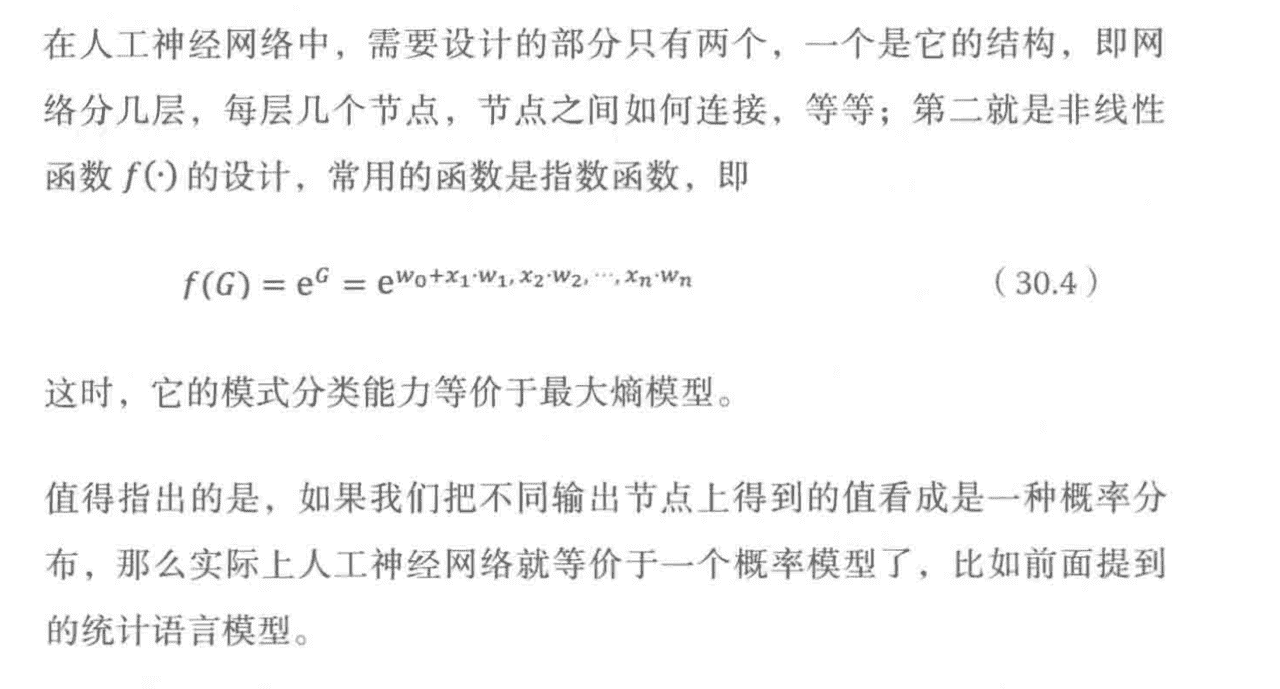 在人工神经网络中，需要设计的部分只有两个，一个是它的结构，即网
络分几层，每层几个节点，节点之间如何连接，等等；第二就是非线性
函数 f(·) 的设计，常用的函数是指数函数，即
f(G) = e^G = e^{w₀+x₁·w₁, x₂·w₂, ⋯, xₙ·wₙ} （30.4）
这时，它的模式分类能力等价于最大熵模型。
值得指出的是，如果我们把不同输出节点上得到的值看成是一种概率分
布，那么实际上人工神经网络就等价于一个概率模型了，比如前面提到
的统计语言模型。